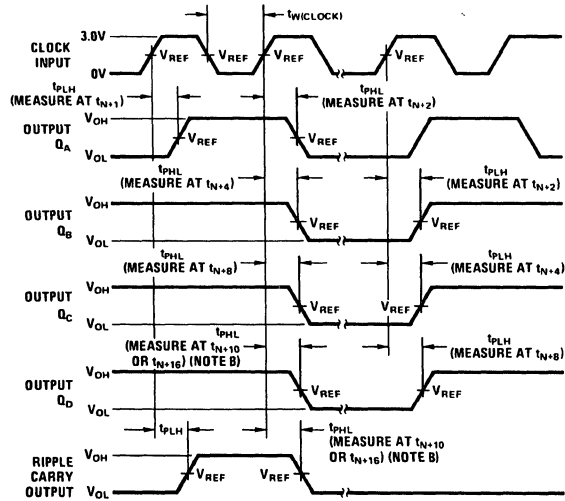 tW(CLOCK)
3.0V
CLOCK
INPUT
VREF
VREF
VREF
VREF
0V
tPLH
(MEASURE AT tN+1)
tPHL
(MEASURE AT tN+2)
VOH
OUTPUT
QA
VREF
VREF
VOL
tPHL
(MEASURE AT tN+4)
tPLH
(MEASURE AT tN+2)
VOH
OUTPUT
QB
VREF
VREF
VOL
tPHL
(MEASURE AT tN+8)
tPLH
(MEASURE AT tN+4)
VOH
OUTPUT
QC
VREF
VREF
VOL
tPHL
(MEASURE AT tN+10
OR tN+16) (NOTE B)
tPLH
(MEASURE AT tN+8)
VOH
OUTPUT
QD
VREF
VREF
VOL
tPLH
tPHL
(MEASURE AT tN+10
OR tN+16) (NOTE B)
VOH
RIPPLE
CARRY
OUTPUT
VREF
VREF
VOL